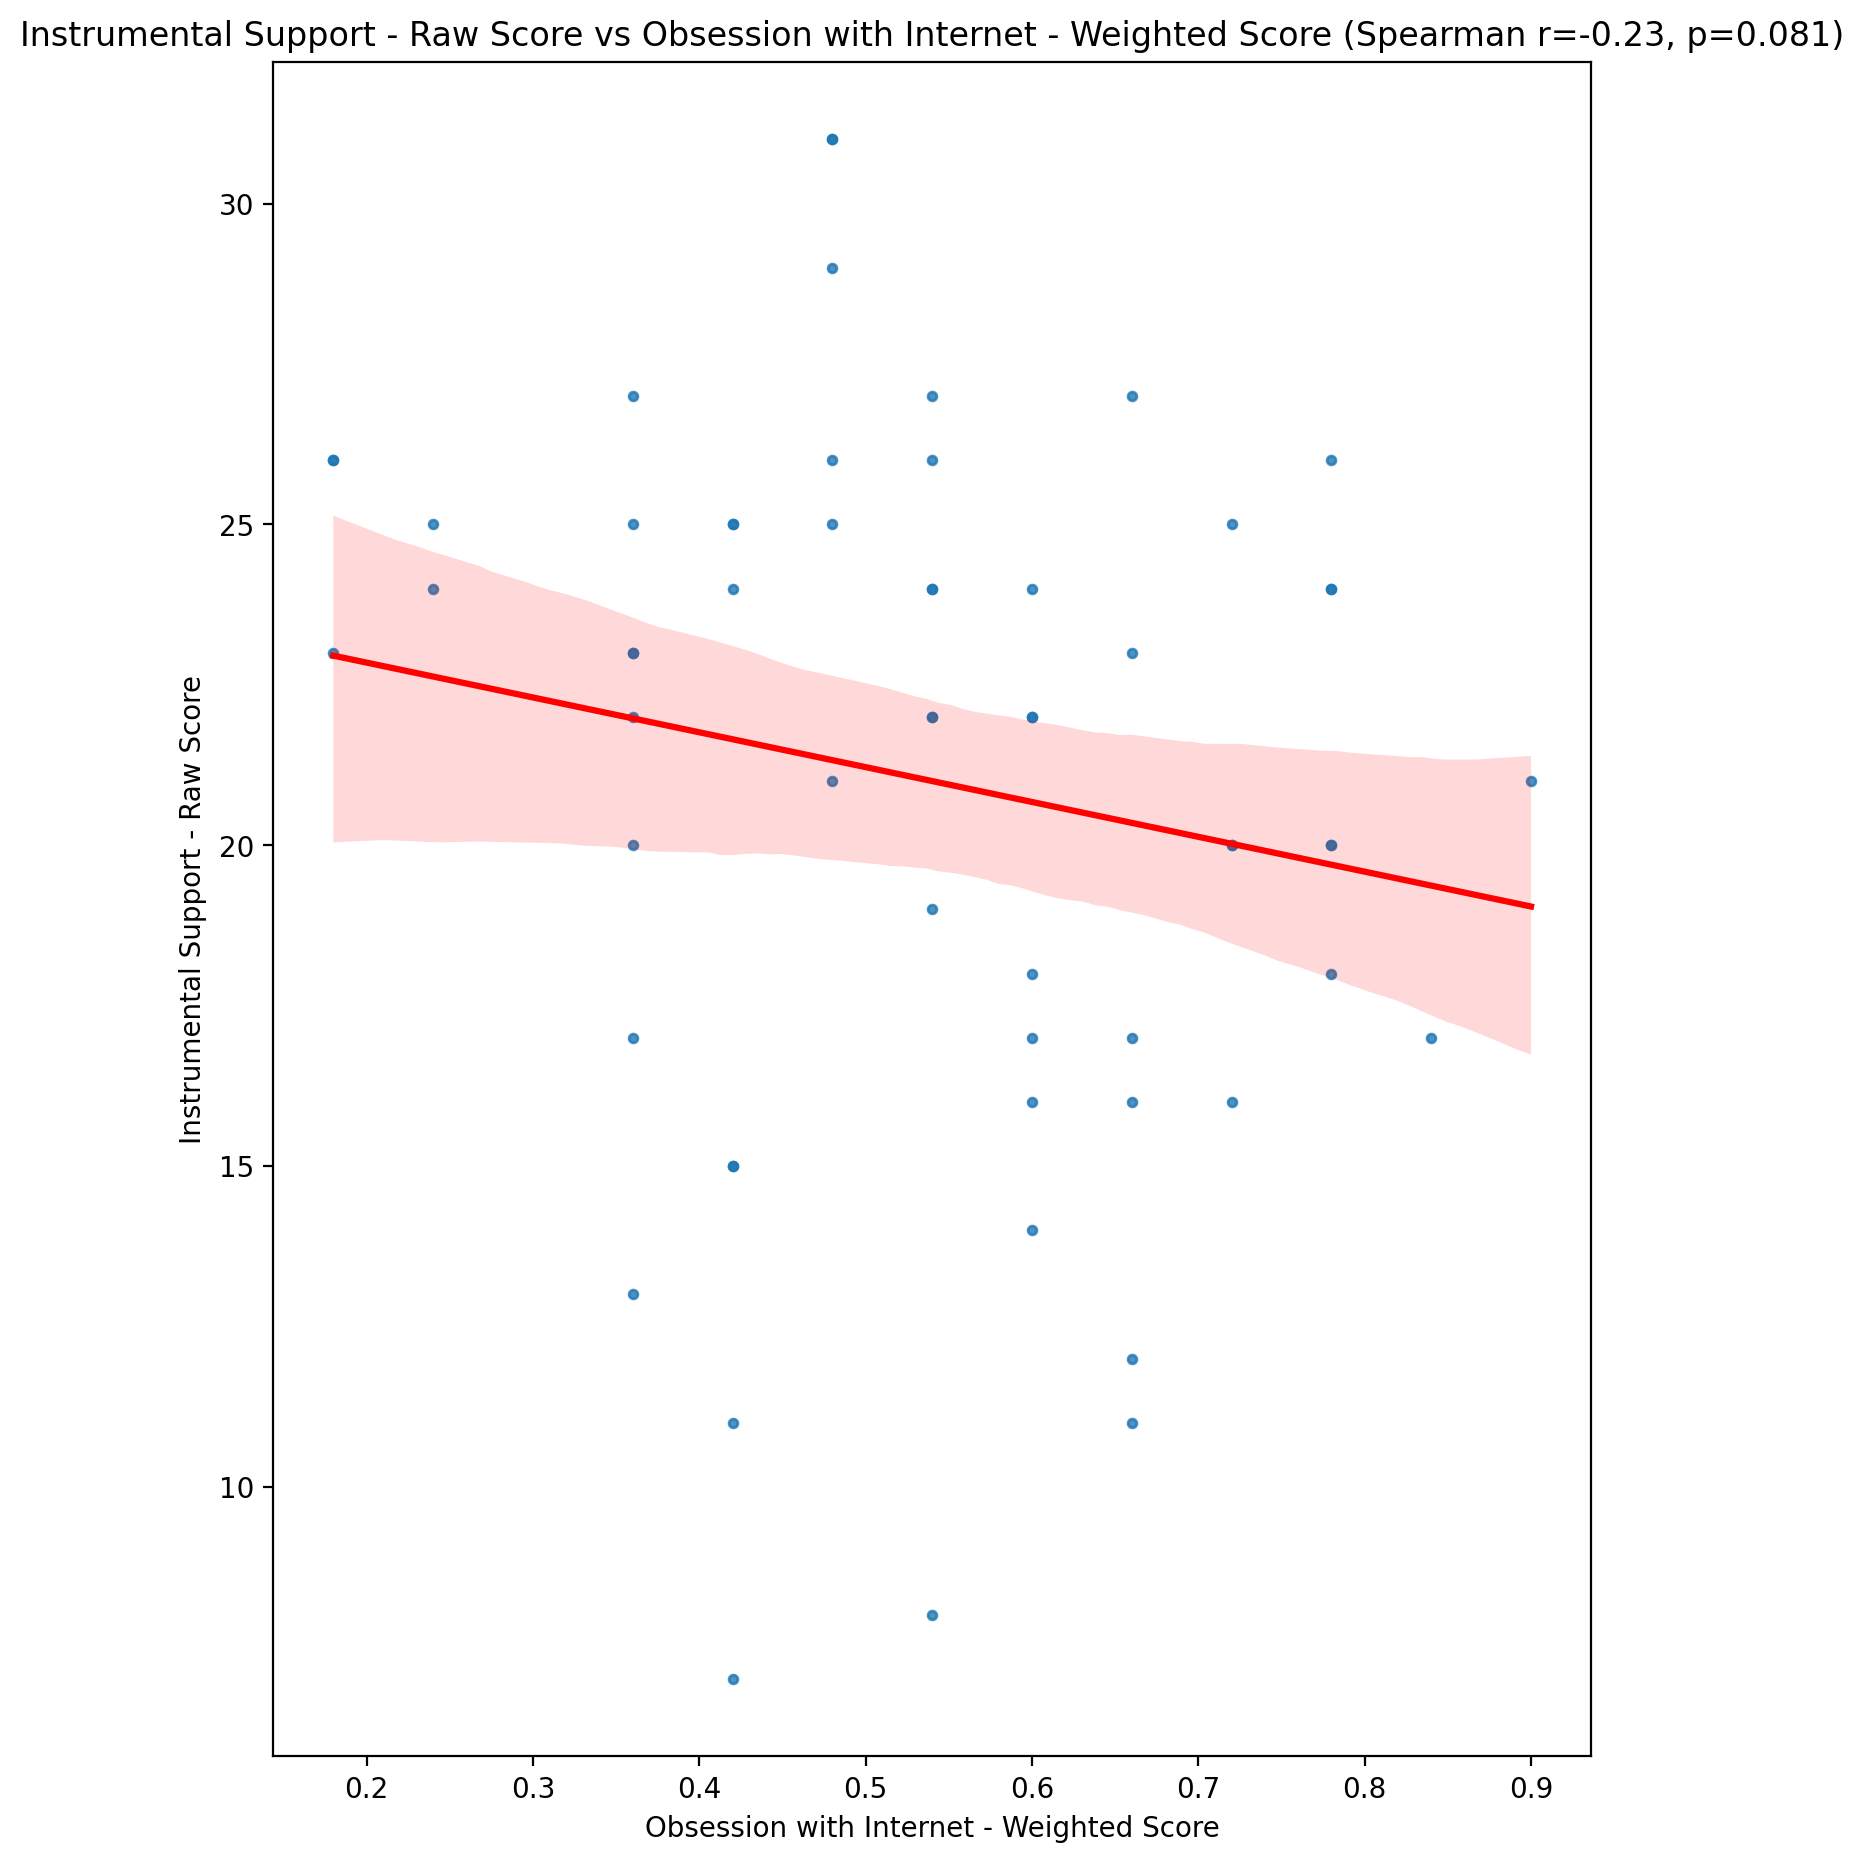 Instrumental Support - Raw Score vs Obsession with Internet - Weighted Score (Spearman r=-0.23, p=0.081)
30
25
20
15
10
Instrumental Support - Raw Score
0.2 0.3 0.4 0.5 0.6 0.7 0.8 0.9
Obsession with Internet - Weighted Score